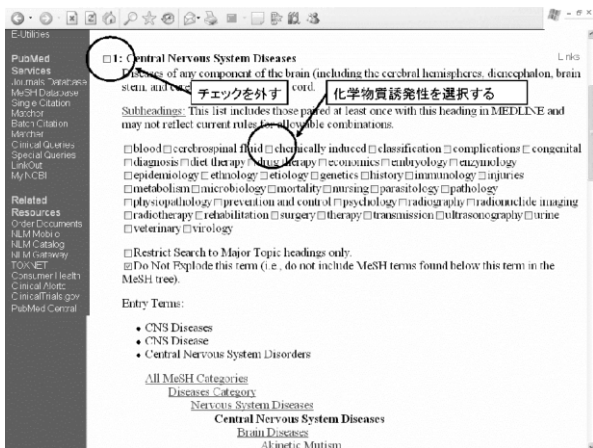 E-Utilities
PubMed
Services
Journals Database
MeSH Database
Single Citation
Matcher
Batch Citation
Matcher
Clinical Queries
Special Queries
LinkOut
My NCBI
Related
Resources
Order Documents
NLM Mobile
NLM Catalog
NLM Gateway
TOXNET
Consumer Health
Clinical Alerts
ClinicalTrials.gov
PubMed Central
1: Central Nervous System Diseases
Links
Diseases of any component of the brain (including the cerebral hemispheres, diencephalon, brain
stem, and cord.
チェックを外す
化学物質誘発性を選択する
Subheadings: This list includes those paired at least once with this heading in MEDLINE and
may not reflect current rules for allowable combinations.
blood cerebrospinal fluid chemically induced classification complications congenital
diagnosis diet therapy drug therapy economics embryology enzymology
epidemiology ethnology etiology genetics history immunology injuries
metabolism microbiology mortality nursing parasitology pathology
physiopathology prevention and control psychology radiography radionuclide imaging
radiotherapy rehabilitation surgery therapy transmission ultrasonography urine
veterinary virology
Restrict Search to Major Topic headings only.
Do Not Explode this term (i.e., do not include MeSH terms found below this term in the
MeSH tree).
Entry Terms:
• CNS Diseases
• CNS Disease
• Central Nervous System Disorders
All MeSH Categories
Diseases Category
Nervous System Diseases
Central Nervous System Diseases
Brain Diseases
Akinetic Mutism